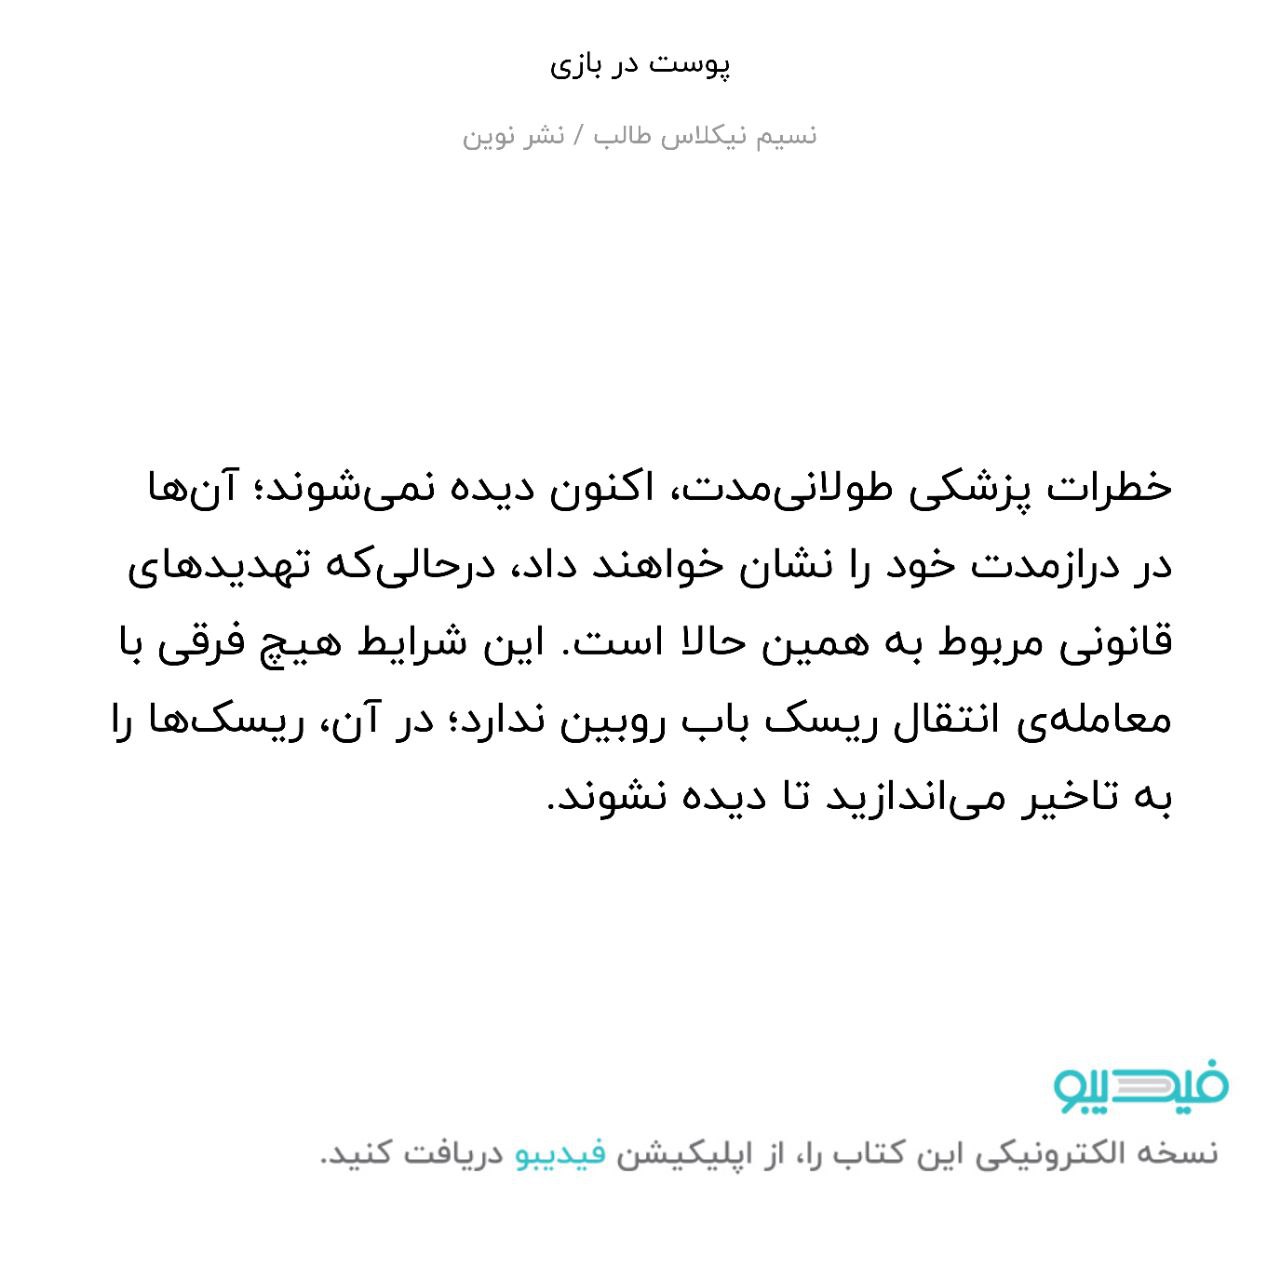 پوست در بازی
نسیم نیکلاس طالب / نشر نوین
خطرات پزشکی طولانی‌مدت، اکنون دیده نمی‌شوند؛ آن‌ها
در درازمدت خود را نشان خواهند داد، درحالی‌که تهدیدهای
قانونی مربوط به همین حالا است. این شرایط هیچ فرقی با
معامله‌ی انتقال ریسک باب روبین ندارد؛ در آن، ریسک‌ها را
به تاخیر می‌اندازید تا دیده نشوند.
فیدیبو
نسخه الکترونیکی این کتاب را، از اپلیکیشن فیدیبو دریافت کنید.